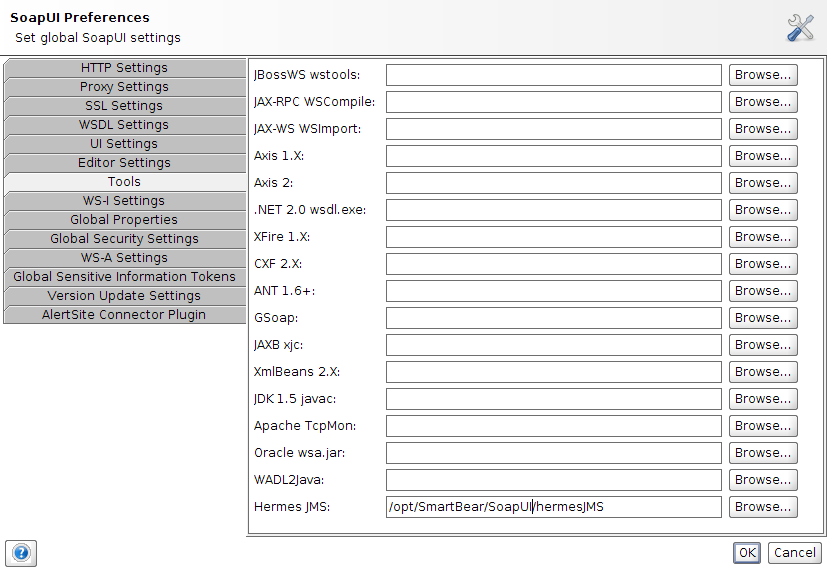 SoapUI Preferences
Set global SoapUI settings
HTTP Settings
Proxy Settings
SSL Settings
WSDL Settings
UI Settings
Editor Settings
Tools
WS-I Settings
Global Properties
Global Security Settings
WS-A Settings
Global Sensitive Information Tokens
Version Update Settings
AlertSite Connector Plugin
JBossWS wstools: Browse...
JAX-RPC WSCompile: Browse...
JAX-WS WSImport: Browse...
Axis 1.X: Browse...
Axis 2: Browse...
.NET 2.0 wsdl.exe: Browse...
XFire 1.X: Browse...
CXF 2.X: Browse...
ANT 1.6+: Browse...
GSoap: Browse...
JAXB xjc: Browse...
XmlBeans 2.X: Browse...
JDK 1.5 javac: Browse...
Apache TcpMon: Browse...
Oracle wsa.jar: Browse...
WADL2Java: Browse...
Hermes JMS: /opt/SmartBear/SoapUI/hermesJMS Browse...
? OK Cancel